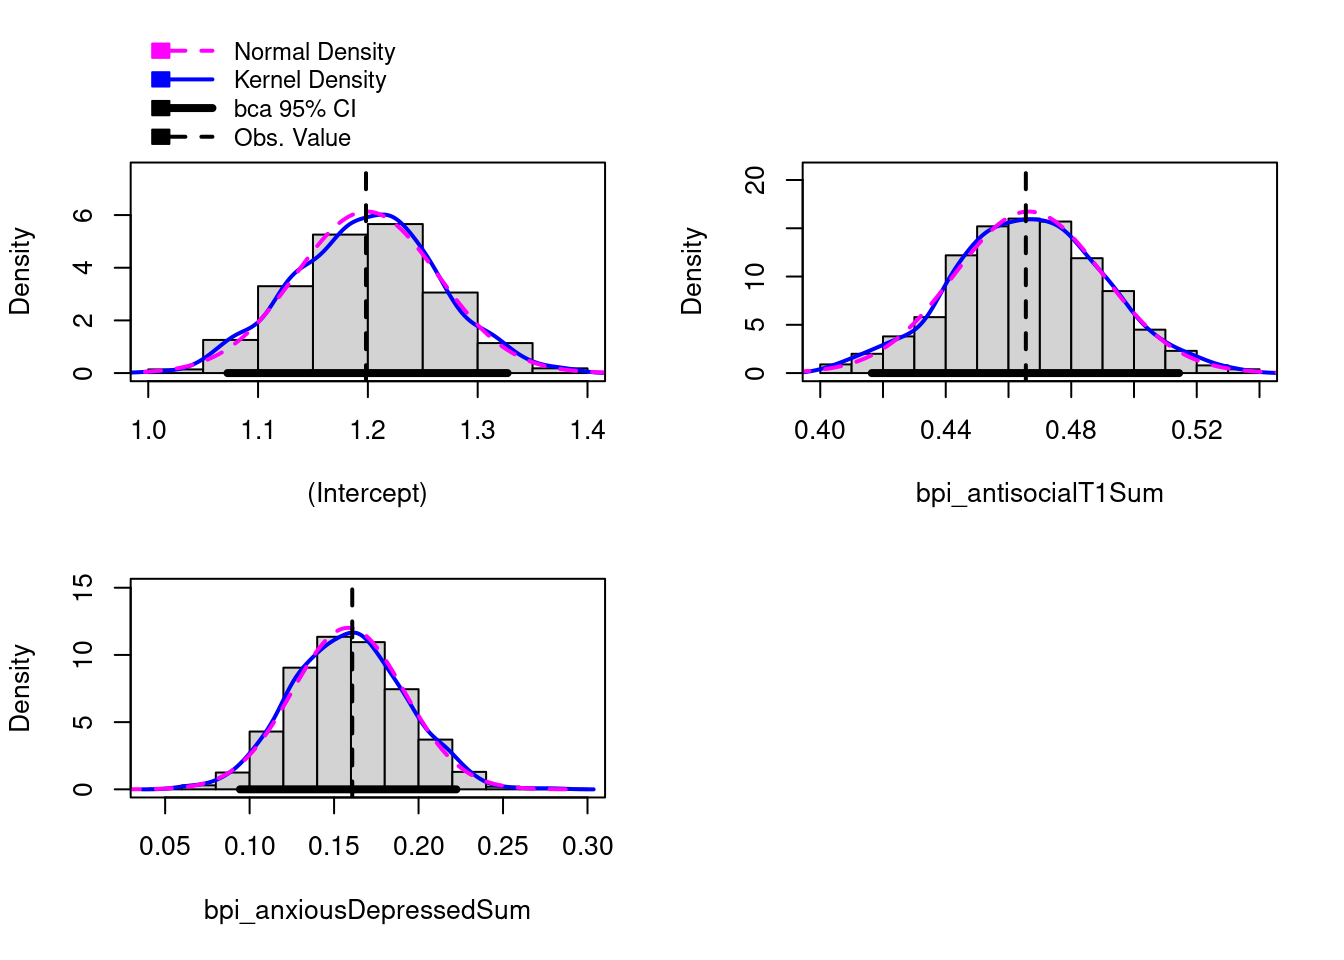 Normal Density
Kernel Density
bca 95% CI
Obs. Value
Density
0 2 4 6
1.0 1.1 1.2 1.3 1.4
(Intercept)
Density
0 5 10 20
0.40 0.44 0.48 0.52
bpi_antisocialT1Sum
Density
0 5 10 15
0.05 0.10 0.15 0.20 0.25 0.30
bpi_anxiousDepressedSum